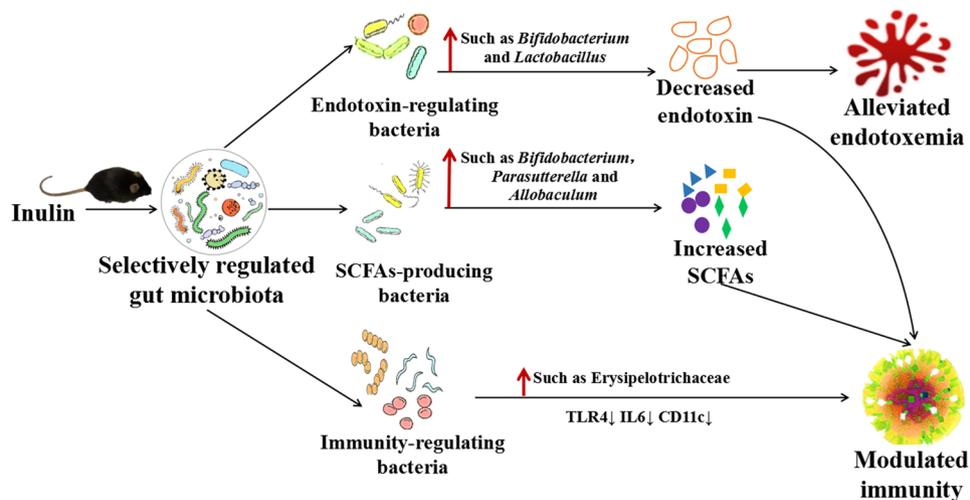 Inulin
Selectively regulated
gut microbiota
Endotoxin-regulating
bacteria
Such as Bifidobacterium
and Lactobacillus
Decreased
endotoxin
Alleviated
endotoxemia
SCFAs-producing
bacteria
Such as Bifidobacterium,
Parasutterella and
Allobaculum
Increased
SCFAs
Immunity-regulating
bacteria
Such as Erysipelotrichaceae
TLR4↓ IL6↓ CD11c↓
Modulated
immunity